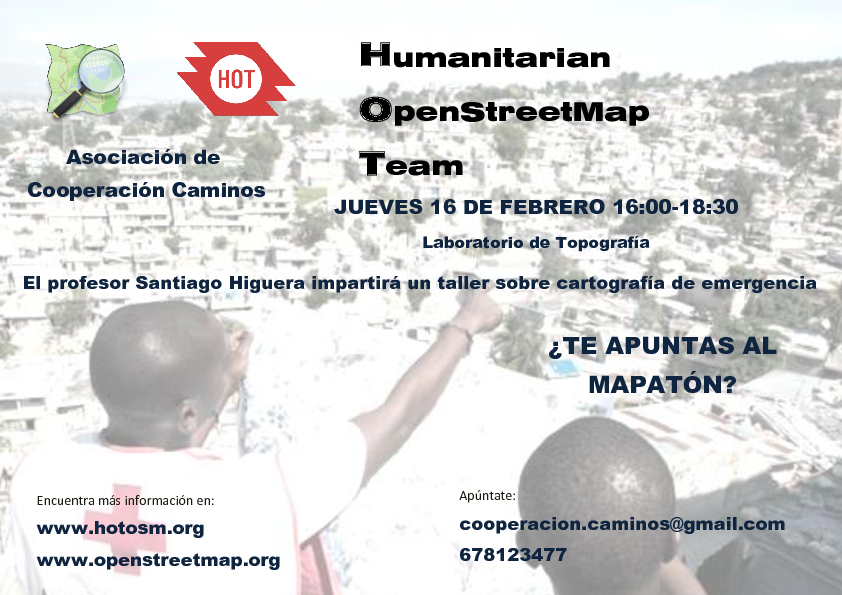 HOT
Humanitarian
OpenStreetMap
Team
Asociación de
Cooperación Caminos
JUEVES 16 DE FEBRERO 16:00-18:30
Laboratorio de Topografía
El profesor Santiago Higuera impartirá un taller sobre cartografía de emergencia
¿TE APUNTAS AL
MAPATÓN?
Encuentra más información en:
www.hotosm.org
www.openstreetmap.org
Apúntate:
cooperacion.caminos@gmail.com
678123477